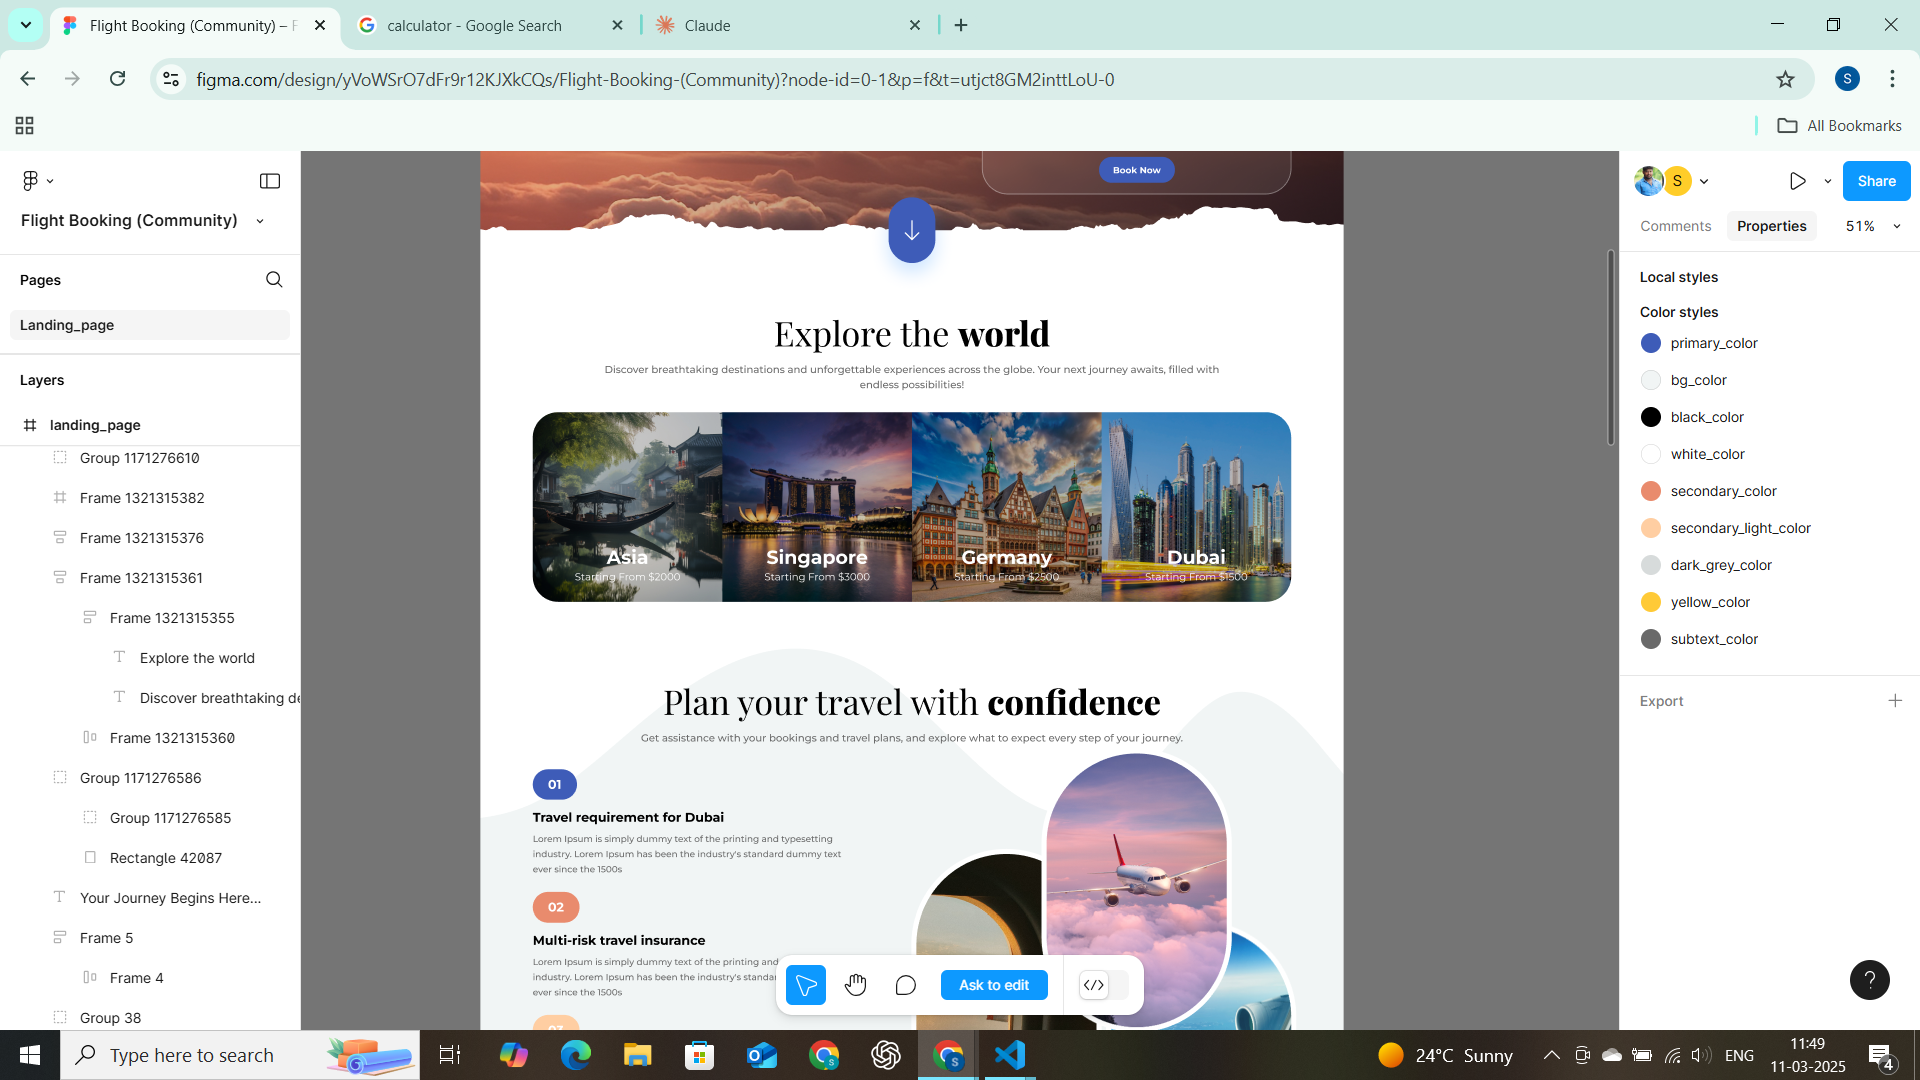 Flight Booking (Community) – F
calculator - Google Search
Claude
figma.com/design/yVoWSrO7dFr9r12KJXkCQs/Flight-Booking-(Community)?node-id=0-1&p=f&t=utjct8GM2inttLoU-0
S
All Bookmarks
Flight Booking (Community)
Pages
Landing_page
Layers
landing_page
Group 1171276610
Frame 1321315382
Frame 1321315376
Frame 1321315361
Frame 1321315355
Explore the world
Discover breathtaking de
Frame 1321315360
Group 1171276586
Group 1171276585
Rectangle 42087
Your Journey Begins Here...
Frame 5
Frame 4
Group 38
Book Now
Explore the world
Discover breathtaking destinations and unforgettable experiences across the globe. Your next journey awaits, filled with
endless possibilities!
Asia
Starting From $2000
Singapore
Starting From $3000
Germany
Starting From $2500
Dubai
Starting From $1500
Plan your travel with confidence
Get assistance with your bookings and travel plans, and explore what to expect every step of your journey.
01
Travel requirement for Dubai
Lorem Ipsum is simply dummy text of the printing and typesetting
industry. Lorem Ipsum has been the industry's standard dummy text
ever since the 1500s
02
Multi-risk travel insurance
Lorem Ipsum is simply dummy text of the printing and
industry. Lorem Ipsum has been the industry's standa
ever since the 1500s
03
Ask to edit
S
Share
Comments
Properties
51%
Local styles
Color styles
primary_color
bg_color
black_color
white_color
secondary_color
secondary_light_color
dark_grey_color
yellow_color
subtext_color
Export
?
Type here to search
24°C Sunny
ENG
11:49
11-03-2025
4